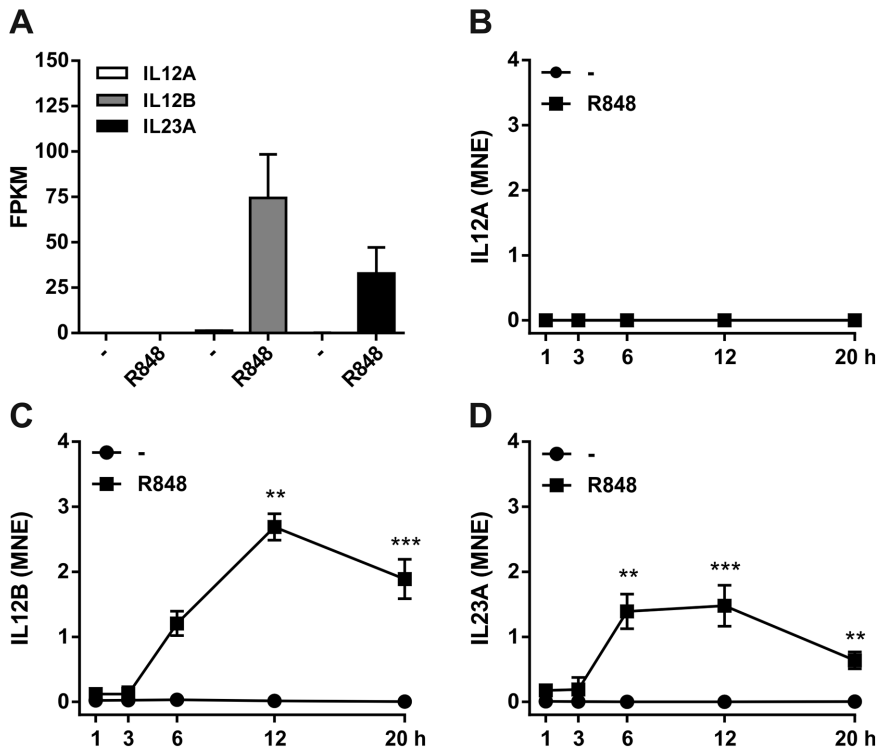 A
FPKM
150
125
100
75
50
25
0
IL12A
IL12B
IL23A
- R848 - R848 - R848
B
IL12A (MNE)
4
3
2
1
0
-
R848
1 3 6 12 20 h
C
IL12B (MNE)
4
3
2
1
0
-
R848
**
***
1 3 6 12 20 h
D
IL23A (MNE)
4
3
2
1
0
-
R848
**
***
**
1 3 6 12 20 h